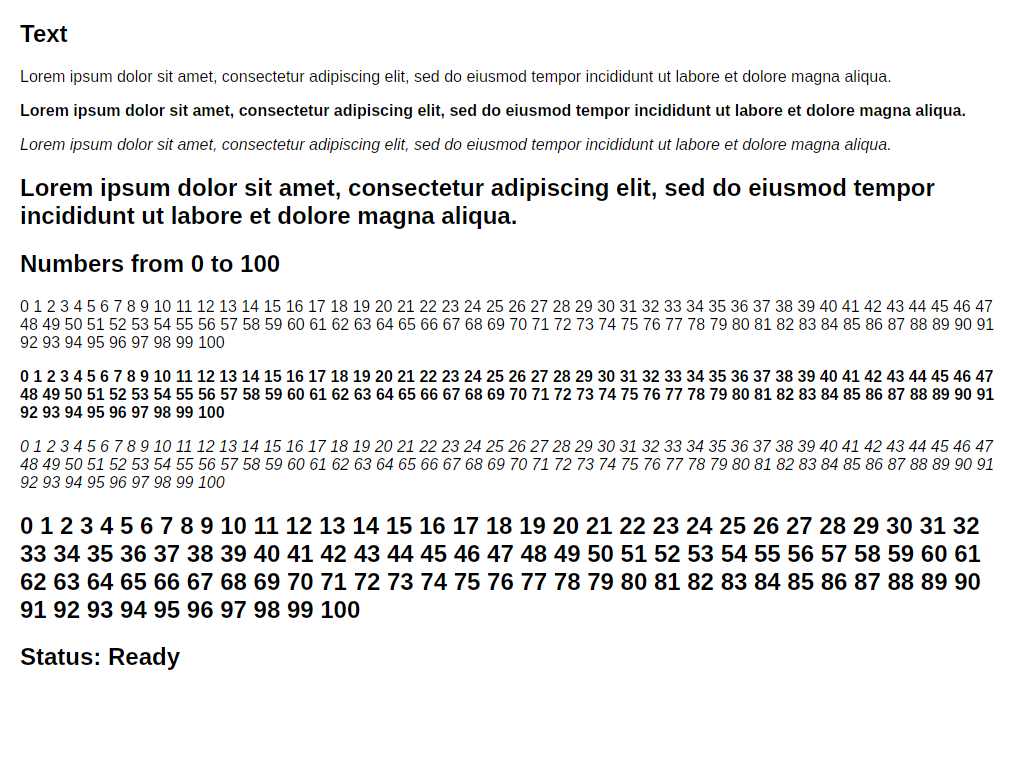 Text
Lorem ipsum dolor sit amet, consectetur adipiscing elit, sed do eiusmod tempor incididunt ut labore et dolore magna aliqua.
Lorem ipsum dolor sit amet, consectetur adipiscing elit, sed do eiusmod tempor incididunt ut labore et dolore magna aliqua.
Lorem ipsum dolor sit amet, consectetur adipiscing elit, sed do eiusmod tempor incididunt ut labore et dolore magna aliqua.
Lorem ipsum dolor sit amet, consectetur adipiscing elit, sed do eiusmod tempor
incididunt ut labore et dolore magna aliqua.
Numbers from 0 to 100
0 1 2 3 4 5 6 7 8 9 10 11 12 13 14 15 16 17 18 19 20 21 22 23 24 25 26 27 28 29 30 31 32 33 34 35 36 37 38 39 40 41 42 43 44 45 46 47
48 49 50 51 52 53 54 55 56 57 58 59 60 61 62 63 64 65 66 67 68 69 70 71 72 73 74 75 76 77 78 79 80 81 82 83 84 85 86 87 88 89 90 91
92 93 94 95 96 97 98 99 100
0 1 2 3 4 5 6 7 8 9 10 11 12 13 14 15 16 17 18 19 20 21 22 23 24 25 26 27 28 29 30 31 32 33 34 35 36 37 38 39 40 41 42 43 44 45 46 47
48 49 50 51 52 53 54 55 56 57 58 59 60 61 62 63 64 65 66 67 68 69 70 71 72 73 74 75 76 77 78 79 80 81 82 83 84 85 86 87 88 89 90 91
92 93 94 95 96 97 98 99 100
0 1 2 3 4 5 6 7 8 9 10 11 12 13 14 15 16 17 18 19 20 21 22 23 24 25 26 27 28 29 30 31 32 33 34 35 36 37 38 39 40 41 42 43 44 45 46 47
48 49 50 51 52 53 54 55 56 57 58 59 60 61 62 63 64 65 66 67 68 69 70 71 72 73 74 75 76 77 78 79 80 81 82 83 84 85 86 87 88 89 90 91
92 93 94 95 96 97 98 99 100
0 1 2 3 4 5 6 7 8 9 10 11 12 13 14 15 16 17 18 19 20 21 22 23 24 25 26 27 28 29 30 31 32
33 34 35 36 37 38 39 40 41 42 43 44 45 46 47 48 49 50 51 52 53 54 55 56 57 58 59 60 61
62 63 64 65 66 67 68 69 70 71 72 73 74 75 76 77 78 79 80 81 82 83 84 85 86 87 88 89 90
91 92 93 94 95 96 97 98 99 100
Status: Ready